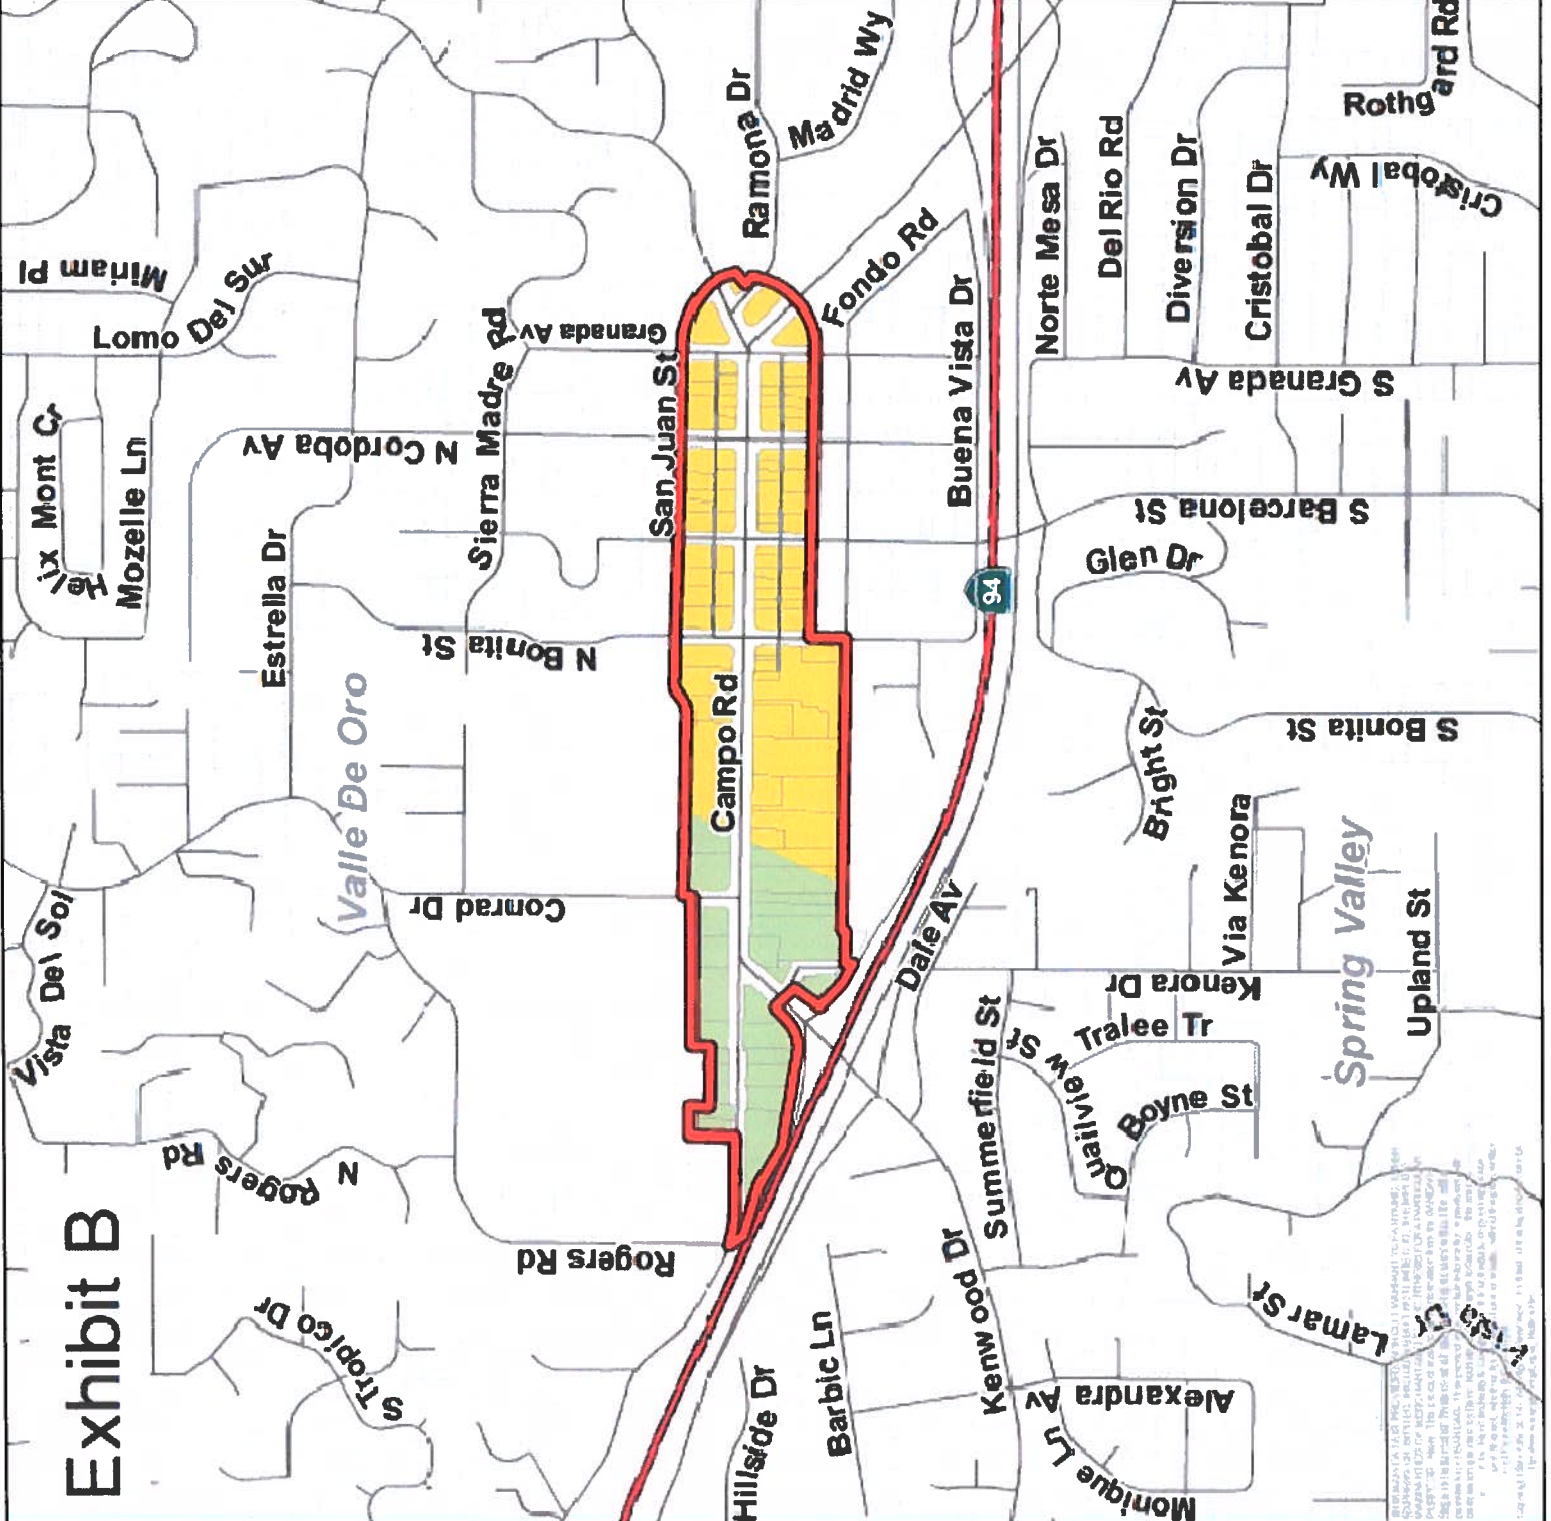 Exhibit B
Miriam Pl
Lomo Del Sur
Helix Mont Cr
Mozelle Ln
N Cordoba Av
Estrella Dr
Sierra Madre Rd
Granada Av
San Juan St
N Bonita St
Valle De Oro
Campo Rd
Conrad Dr
Vista Del Sol
N Rogers Rd
Rogers Rd
S Tropico Dr
Ramona Dr
Madrid Wy
Fondo Rd
Buena Vista Dr
94
Norte Mesa Dr
Del Rio Rd
Diversion Dr
Cristobal Dr
Cristobal Wy
Rothgard Rd
S Granada Av
S Barcelona St
Glen Dr
S Bonita St
Bright St
Via Kenora
Spring Valley
Upland St
Kenora Dr
Dale Av
Summerfield St
Quailview St
Tralee Tr
Boyne St
Kenwood Dr
Lamar St
Alexandra Av
Monique Ln
Barbic Ln
Hillside Dr